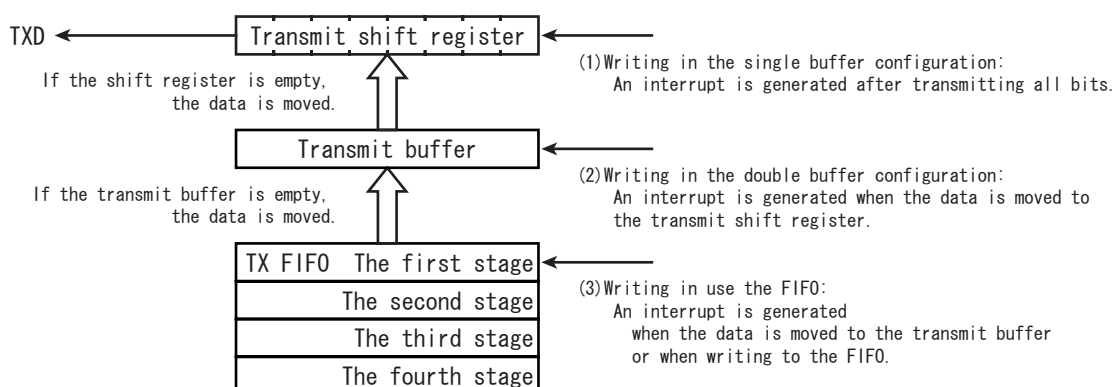 TXD
Transmit shift register
If the shift register is empty,
the data is moved.
(1)Writing in the single buffer configuration:
An interrupt is generated after transmitting all bits.
Transmit buffer
If the transmit buffer is empty,
the data is moved.
(2)Writing in the double buffer configuration:
An interrupt is generated when the data is moved to
the transmit shift register.
TX FIFO The first stage
The second stage
The third stage
The fourth stage
(3)Writing in use the FIFO:
An interrupt is generated
when the data is moved to the transmit buffer
or when writing to the FIFO.